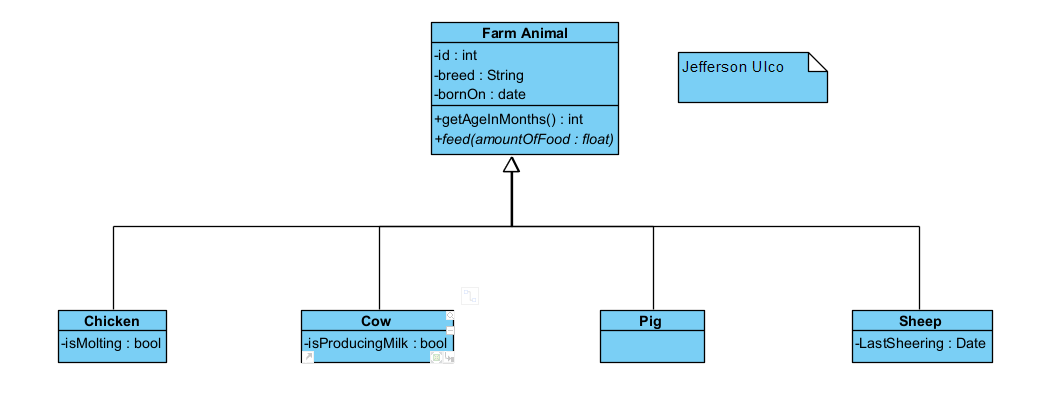 Farm Animal
-id : int
-breed : String
-bornOn : date
+getAgeInMonths() : int
+feed(amountOfFood : float)
Jefferson Ulco
Chicken
-isMolting : bool
Cow
-isProducingMilk : bool
Pig
Sheep
-LastSheering : Date